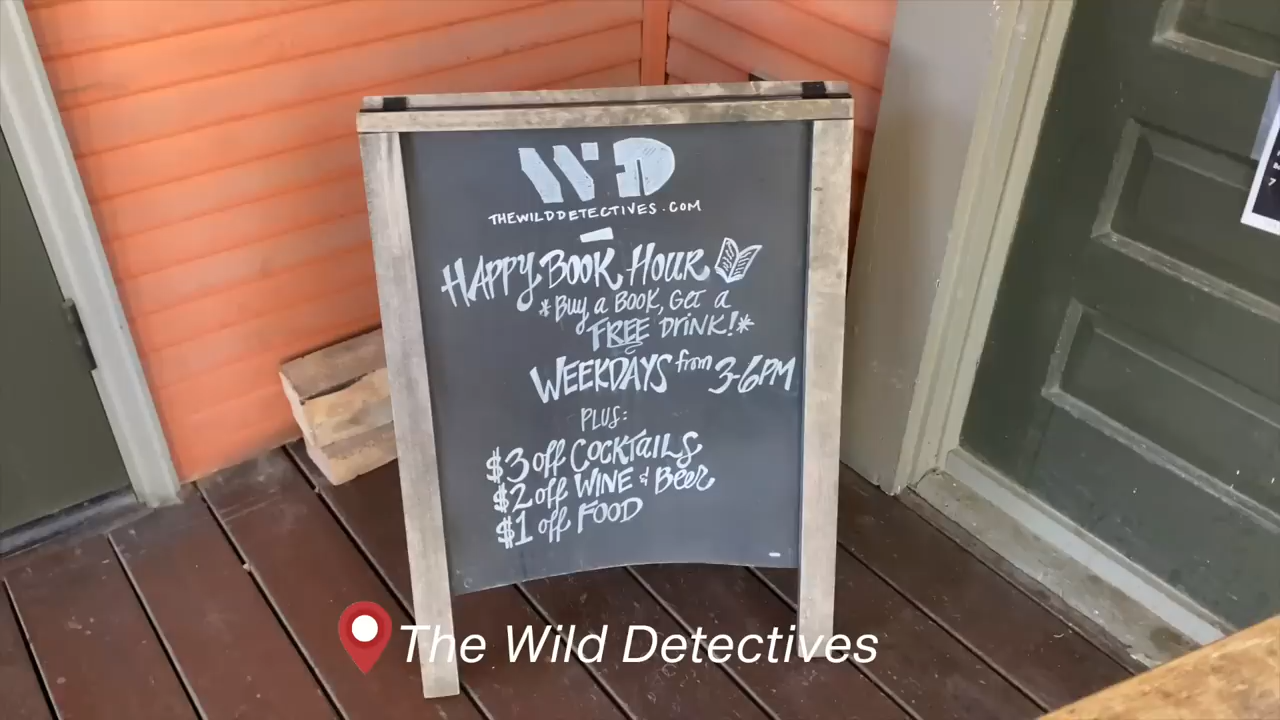 WD
THEWILDDETECTIVES.COM
HAPPY BOOK HOUR
*Buy a BOOK, GET a
FREE DRINK!*
WEEKDAYS from 3-6PM
PLUS:
$3 off COCKTAILS
$2 off WINE & Beer
$1 off FOOD
The Wild Detectives